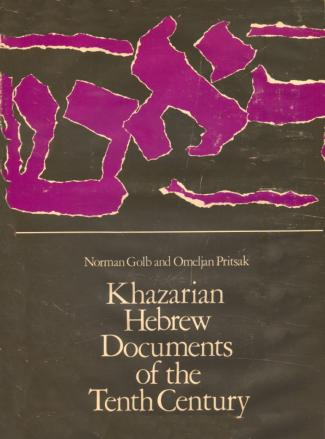 Norman Golb and Omeljan Pritsak
Khazarian
Hebrew
Documents
of the
Tenth Century